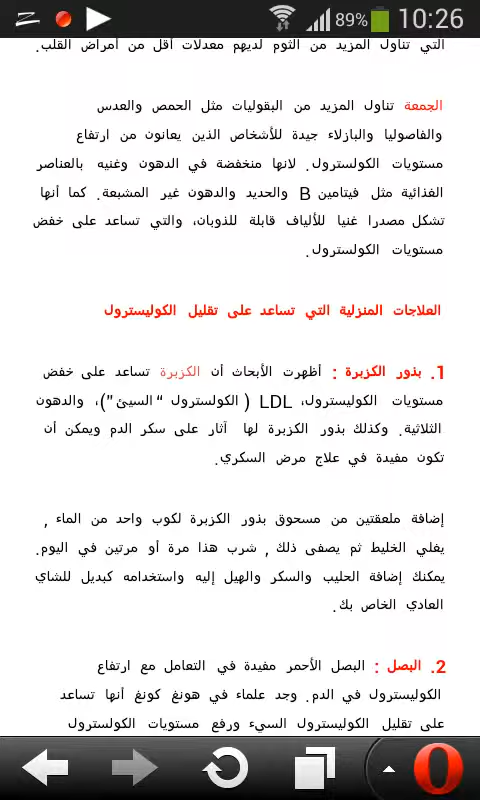 89% 10:26
التي تناول المزيد من الثوم لديهم معدلات أقل من أمراض القلب.
الجمعة تناول المزيد من البقوليات مثل الحمص والعدس
والفاصوليا والبازلاء جيدة للأشخاص الذين يعانون من ارتفاع
مستويات الكولسترول. لانها منخفضة في الدهون وغنيه بالعناصر
الغذائية مثل فيتامين B والحديد والدهون غير المشبعة. كما أنها
تشكل مصدرا غنيا للألياف قابلة للذوبان، والتي تساعد على خفض
مستويات الكولسترول.
العلاجات المنزلية التي تساعد على تقليل الكوليسترول
1. بذور الكزبرة : أظهرت الأبحاث أن الكزبرة تساعد على خفض
مستويات الكوليسترول، LDL ( الكولسترول “السيئ”)، والدهون
الثلاثية. وكذلك بذور الكزبرة لها آثار على سكر الدم ويمكن أن
تكون مفيدة في علاج مرض السكري.
إضافة ملعقتين من مسحوق بذور الكزبرة لكوب واحد من الماء ,
يغلي الخليط ثم يصفى ذلك , شرب هذا مرة أو مرتين في اليوم.
يمكنك إضافة الحليب والسكر والهيل إليه واستخدامه كبديل للشاي
العادي الخاص بك.
2. البصل : البصل الأحمر مفيدة في التعامل مع ارتفاع
الكوليسترول في الدم. وجد علماء في هونغ كونغ أنها تساعد
على تقليل الكوليسترول السيء ورفع مستويات الكولسترول